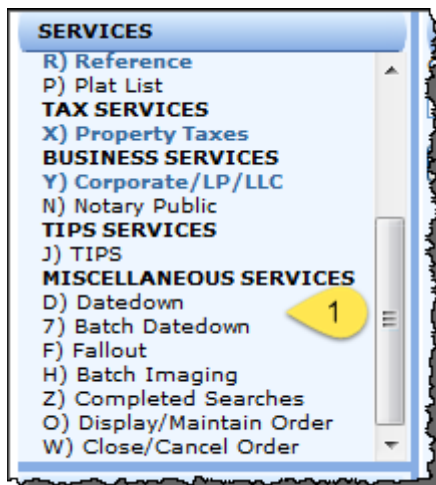 SERVICES
R) Reference
P) Plat List
TAX SERVICES
X) Property Taxes
BUSINESS SERVICES
Y) Corporate/LP/LLC
N) Notary Public
TIPS SERVICES
J) TIPS
MISCELLANEOUS SERVICES
D) Datedown
1
7) Batch Datedown
F) Fallout
H) Batch Imaging
Z) Completed Searches
O) Display/Maintain Order
W) Close/Cancel Order